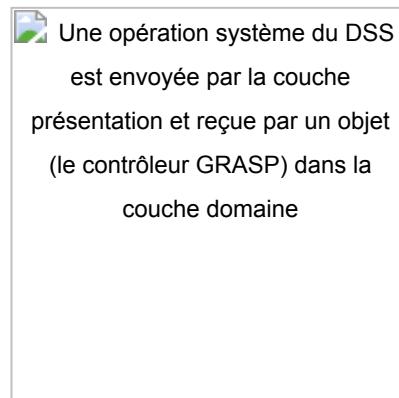 Une opération système du DSS
est envoyée par la couche
présentation et reçue par un objet
(le contrôleur GRASP) dans la
couche domaine